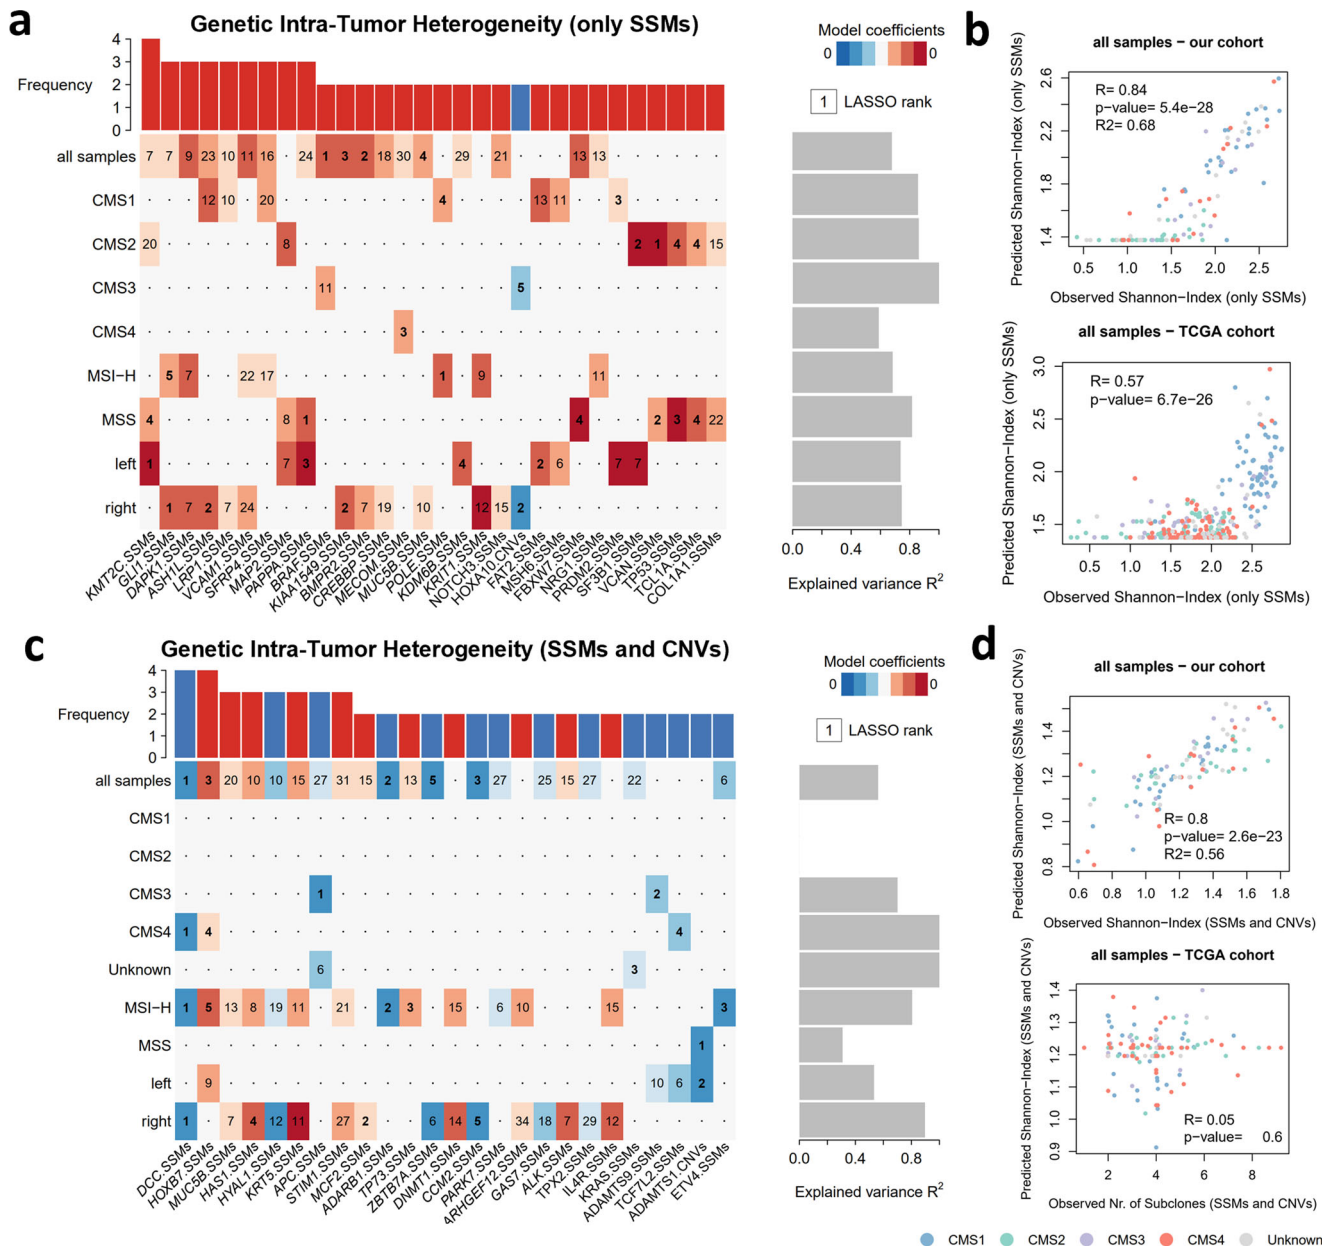 a
Genetic Intra-Tumor Heterogeneity (only SSMs)
Frequency
4
3
2
1
0
Model coefficients
0 0
1 LASSO rank
all samples 7 7 9 23 10 11 16 24 1 3 2 18 30 4 29 21 13 13
CMS1 12 10 20 4 13 11 3
CMS2 20 8 2 1 4 4 15
CMS3 11 5
CMS4 3
MSI-H 5 7 22 17 1 9 11
MSS 4 8 1 4 2 3 4 22
left 1 7 3 4 2 6 7 7
right 1 7 2 7 24 2 7 19 10 12 15 2
KMT2C.SSMs
GLI1.SSMs
DAPK1.SSMs
ASH1L.SSMs
LRP1.SSMs
VCAM1.SSMs
SFRP4.SSMs
MAP2.SSMs
PAPPA.SSMs
BRAF.SSMs
KIAA1549.SSMs
BMPR2.SSMs
CREBBP.SSMs
MECOM.SSMs
MUC5B.SSMs
POLE.SSMs
KDM6B.SSMs
KRIT1.SSMs
NOTCH3.SSMs
HOXA10.CNVs
FAT2.SSMs
MSH6.SSMs
FBXW7.SSMs
NRG1.SSMs
PRDM2.SSMs
SF3B1.SSMs
VCAN.SSMs
TP53.SSMs
TCL1A.SSMs
COL1A1.SSMs
0.0 0.4 0.8
Explained variance R²
b
all samples – our cohort
Predicted Shannon-Index (only SSMs)
2.6
2.2
1.8
1.4
R= 0.84
p-value= 5.4e-28
R2= 0.68
0.5 1.0 1.5 2.0 2.5
Observed Shannon-Index (only SSMs)
all samples – TCGA cohort
Predicted Shannon-Index (only SSMs)
3.0
2.5
2.0
1.5
R= 0.57
p-value= 6.7e-26
0.5 1.0 1.5 2.0 2.5
Observed Shannon-Index (only SSMs)
c
Genetic Intra-Tumor Heterogeneity (SSMs and CNVs)
Frequency
4
3
2
1
0
Model coefficients
0 0
1 LASSO rank
all samples 1 3 20 10 10 15 27 31 15 2 13 5 3 27 25 15 27 22 6
CMS1
CMS2
CMS3 1 2
CMS4 1 4 4
Unknown 6 3
MSI-H 1 5 13 8 19 11 21 2 3 15 6 10 15 3
MSS 1
left 9 10 6 2
right 1 7 4 12 11 27 2 6 14 5 34 18 7 29 12
DCC.SSMs
HOXB7.SSMs
MUC5B.SSMs
HAS1.SSMs
HYAL1.SSMs
KRT5.SSMs
APC.SSMs
STIM1.SSMs
MCF2.SSMs
ADARB1.SSMs
TP73.SSMs
ZBTB7A.SSMs
DNMT1.SSMs
CCM2.SSMs
PARK7.SSMs
ARHGEF12.SSMs
GAS7.SSMs
ALK.SSMs
TPX2.SSMs
IL4R.SSMs
KRAS.SSMs
ADAMTS9.SSMs
TCF7L2.SSMs
ADAMTS1.CNVs
ETV4.SSMs
0.0 0.4 0.8
Explained variance R²
d
all samples – our cohort
Predicted Shannon-Index (SSMs and CNVs)
1.4
1.2
1.0
0.8
R= 0.8
p-value= 2.6e-23
R2= 0.56
0.6 0.8 1.0 1.2 1.4 1.6 1.8
Observed Shannon-Index (SSMs and CNVs)
all samples – TCGA cohort
Predicted Shannon-Index (SSMs and CNVs)
1.4
1.3
1.2
1.1
1.0
0.9
R= 0.05
p-value= 0.6
2 4 6 8
Observed Nr. of Subclones (SSMs and CNVs)
CMS1 CMS2 CMS3 CMS4 Unknown